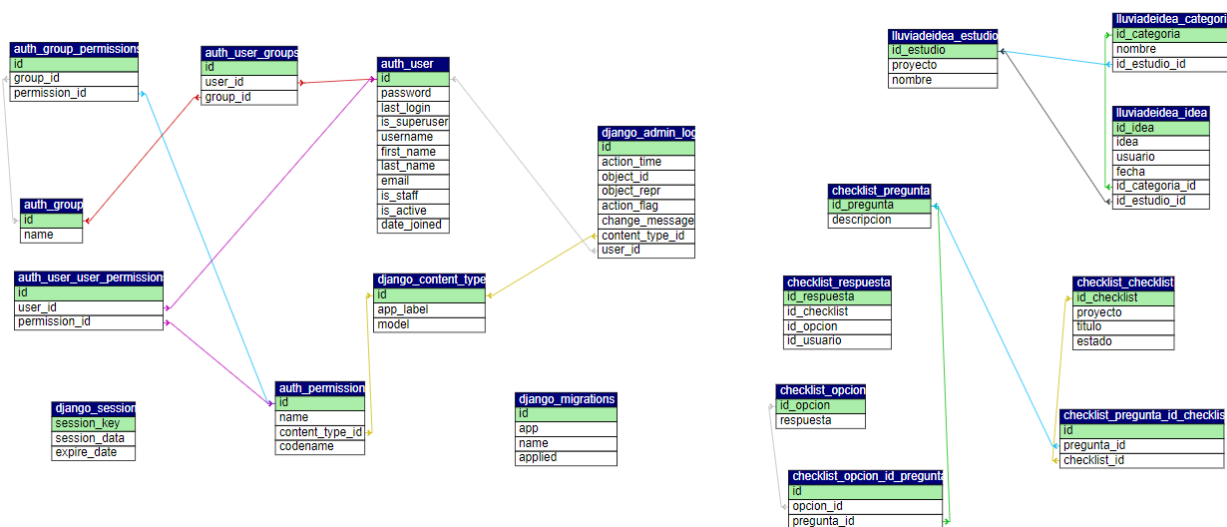 auth_group_permissions
id
group_id
permission_id
auth_user_groups
id
user_id
group_id
auth_user
id
password
last_login
is_superuser
username
first_name
last_name
email
is_staff
is_active
date_joined
django_admin_log
id
action_time
object_id
object_repr
action_flag
change_message
content_type_id
user_id
auth_group
id
name
auth_user_user_permissions
id
user_id
permission_id
django_content_type
id
app_label
model
auth_permission
id
name
content_type_id
codename
django_session
session_key
session_data
expire_date
django_migrations
id
app
name
applied
lluviadeidea_estudio
id_estudio
proyecto
nombre
lluviadeidea_categoria
id_categoria
nombre
id_estudio_id
lluviadeidea_idea
id_idea
idea
usuario
fecha
id_categoria_id
id_estudio_id
checklist_pregunta
id_pregunta
descripcion
checklist_respuesta
id_respuesta
id_checklist
id_opcion
id_usuario
checklist_checklist
id_checklist
proyecto
titulo
estado
checklist_opcion
id_opcion
respuesta
checklist_pregunta_id_checklist
id
pregunta_id
checklist_id
checklist_opcion_id_pregunta
id
opcion_id
pregunta_id